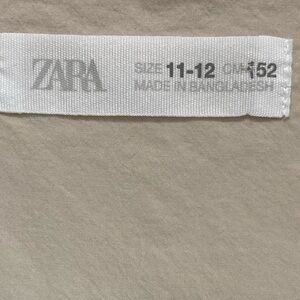 ZARA
SIZE 11-12 CM 152
MADE IN BANGLADESH